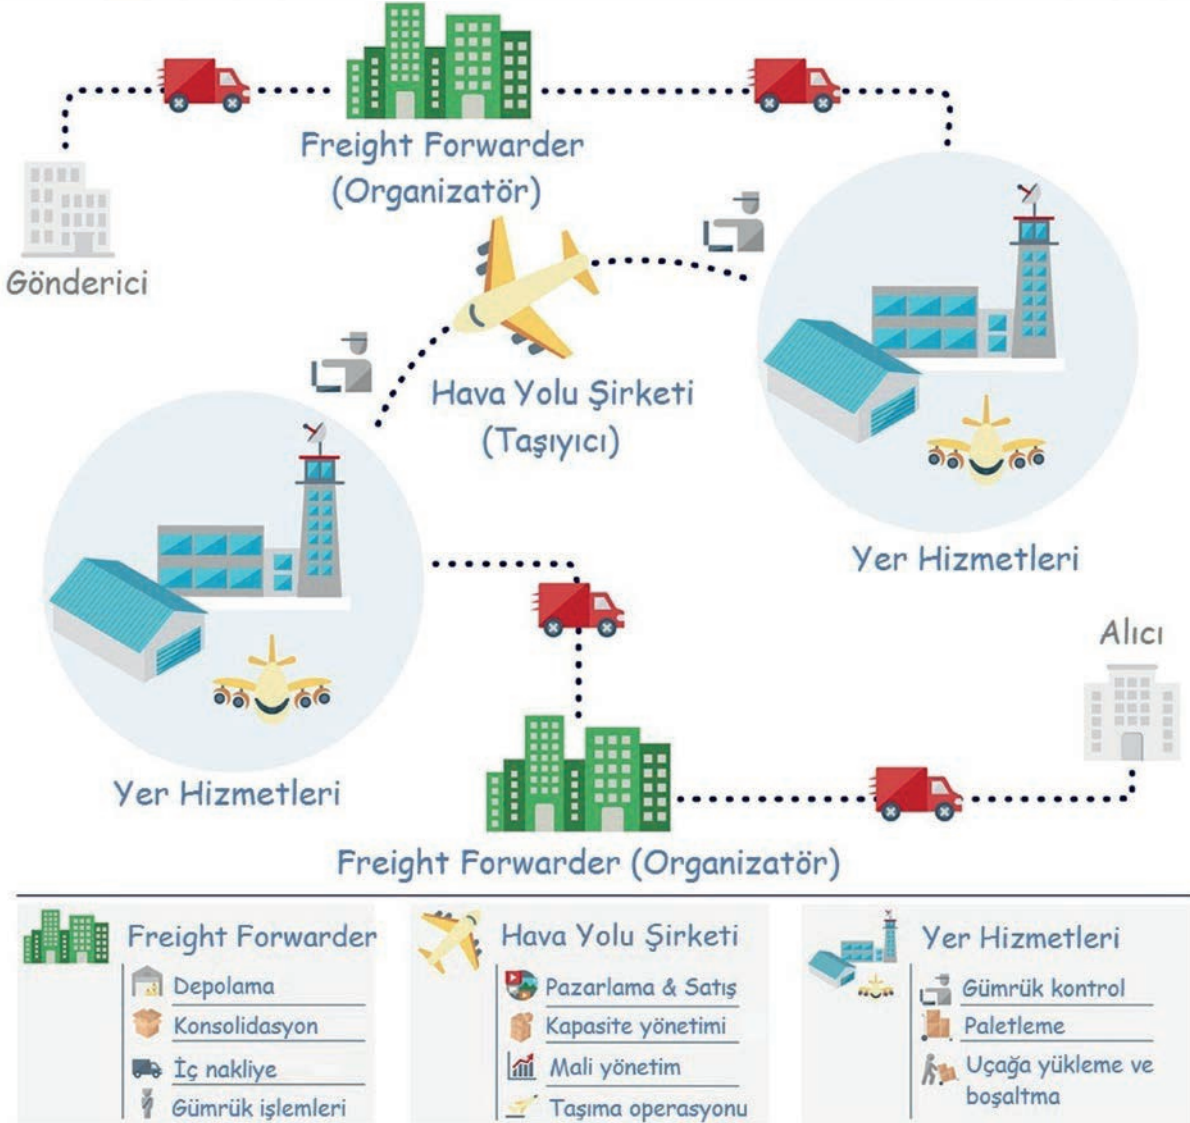 Freight Forwarder
(Organizatör)
Gönderici
Hava Yolu Şirketi
(Taşıyıcı)
Yer Hizmetleri
Alıcı
Yer Hizmetleri
Freight Forwarder (Organizatör)
Freight Forwarder
Depolama
Konsolidasyon
İç nakliye
Gümrük işlemleri
Hava Yolu Şirketi
Pazarlama & Satış
Kapasite yönetimi
Mali yönetim
Taşıma operasyonu
Yer Hizmetleri
Gümrük kontrol
Paletleme
Uçağa yükleme ve
boşaltma